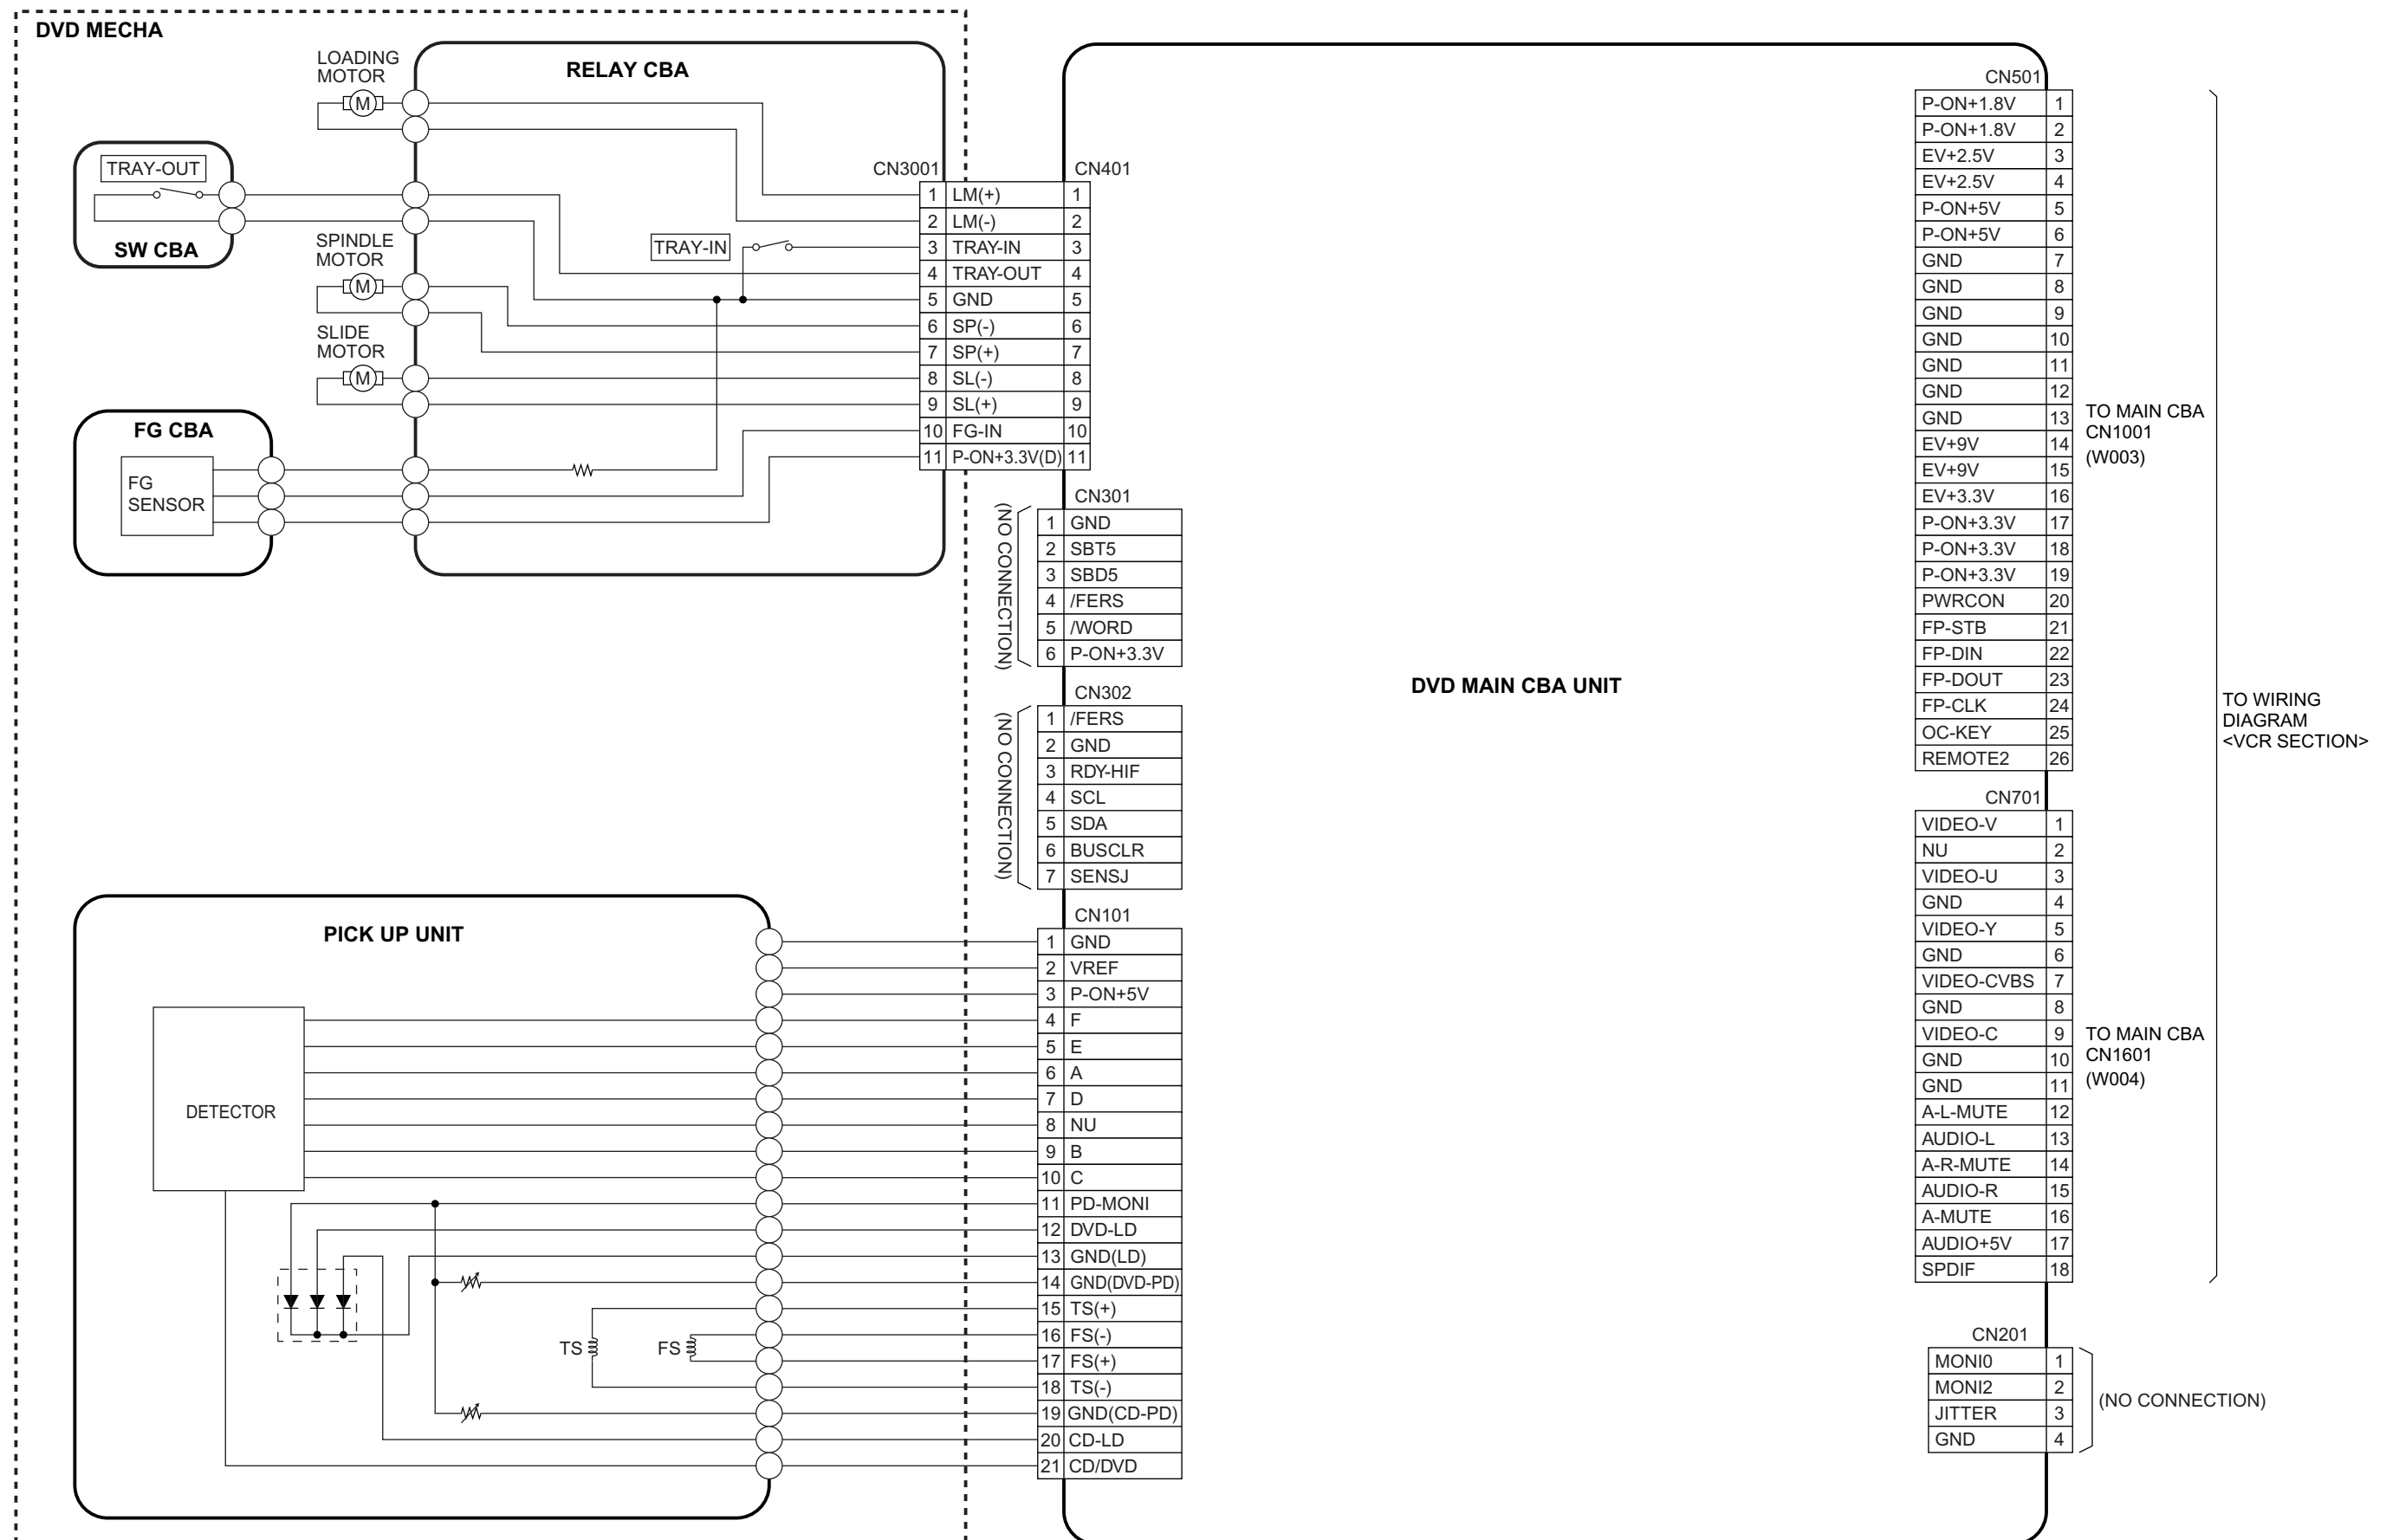 DVD MECHA
LOADING
MOTOR
RELAY CBA
M
TRAY-OUT
SW CBA
SPINDLE
MOTOR
M
SLIDE
MOTOR
M
TRAY-IN
FG CBA
FG
SENSOR
CN3001 CN401
1 LM(+) 1
2 LM(-) 2
3 TRAY-IN 3
4 TRAY-OUT 4
5 GND 5
6 SP(-) 6
7 SP(+) 7
8 SL(-) 8
9 SL(+) 9
10 FG-IN 10
11 P-ON+3.3V(D) 11
CN301
(NO CONNECTION)
1 GND
2 SBT5
3 SBD5
4 /FERS
5 /WORD
6 P-ON+3.3V
CN302
(NO CONNECTION)
1 /FERS
2 GND
3 RDY-HIF
4 SCL
5 SDA
6 BUSCLR
7 SENSJ
PICK UP UNIT
DETECTOR
TS
FS
CN101
1 GND
2 VREF
3 P-ON+5V
4 F
5 E
6 A
7 D
8 NU
9 B
10 C
11 PD-MONI
12 DVD-LD
13 GND(LD)
14 GND(DVD-PD)
15 TS(+)
16 FS(-)
17 FS(+)
18 TS(-)
19 GND(CD-PD)
20 CD-LD
21 CD/DVD
DVD MAIN CBA UNIT
CN501
P-ON+1.8V 1
P-ON+1.8V 2
EV+2.5V 3
EV+2.5V 4
P-ON+5V 5
P-ON+5V 6
GND 7
GND 8
GND 9
GND 10
GND 11
GND 12
GND 13
EV+9V 14
EV+9V 15
EV+3.3V 16
P-ON+3.3V 17
P-ON+3.3V 18
P-ON+3.3V 19
PWRCON 20
FP-STB 21
FP-DIN 22
FP-DOUT 23
FP-CLK 24
OC-KEY 25
REMOTE2 26
TO MAIN CBA
CN1001
(W003)
CN701
VIDEO-V 1
NU 2
VIDEO-U 3
GND 4
VIDEO-Y 5
GND 6
VIDEO-CVBS 7
GND 8
VIDEO-C 9
GND 10
GND 11
A-L-MUTE 12
AUDIO-L 13
A-R-MUTE 14
AUDIO-R 15
A-MUTE 16
AUDIO+5V 17
SPDIF 18
TO MAIN CBA
CN1601
(W004)
TO WIRING
DIAGRAM
<VCR SECTION>
CN201
MONI0 1
MONI2 2
JITTER 3
GND 4
(NO CONNECTION)